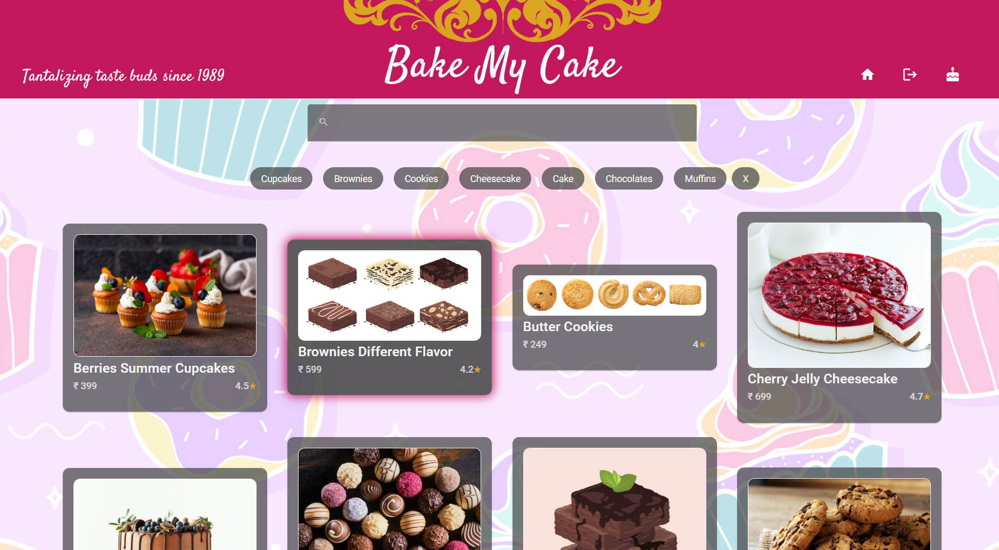 Bake My Cake
Tantalizing taste buds since 1989
Cupcakes
Brownies
Cookies
Cheesecake
Cake
Chocolates
Muffins
X
Berries Summer Cupcakes
₹ 399
4.5★
Brownies Different Flavor
₹ 599
4.2★
Butter Cookies
₹ 249
4★
Cherry Jelly Cheesecake
₹ 699
4.7★